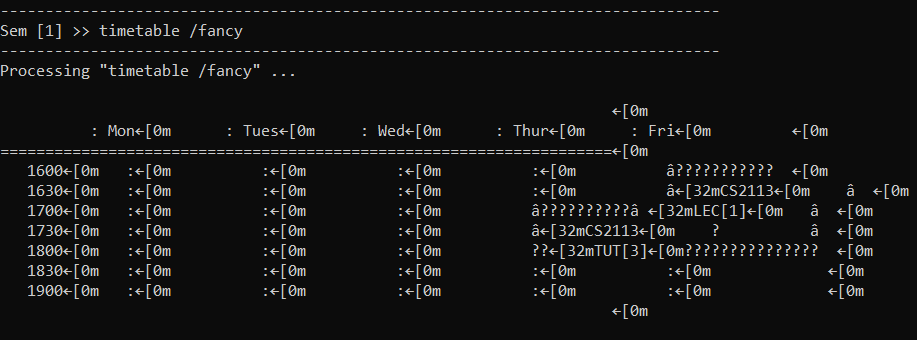 --------------------------------------------------------------------------------
Sem [1] >> timetable /fancy
--------------------------------------------------------------------------------
Processing "timetable /fancy" ...
←[0m
: Mon←[0m      : Tues←[0m     : Wed←[0m      : Thur←[0m     : Fri←[0m         ←[0m
====================================================================←[0m
1600←[0m   :←[0m          :←[0m          :←[0m          :←[0m          â???????????  ←[0m
1630←[0m   :←[0m          :←[0m          :←[0m          :←[0m          â←[32mCS2113←[0m    â  ←[0m
1700←[0m   :←[0m          :←[0m          :←[0m          â??????????â ←[32mLEC[1]←[0m   â  ←[0m
1730←[0m   :←[0m          :←[0m          :←[0m          â←[32mCS2113←[0m    ?          â  ←[0m
1800←[0m   :←[0m          :←[0m          :←[0m          ??←[32mTUT[3]←[0m???????????????  ←[0m
1830←[0m   :←[0m          :←[0m          :←[0m          :←[0m          :←[0m             ←[0m
1900←[0m   :←[0m          :←[0m          :←[0m          :←[0m          :←[0m             ←[0m
←[0m